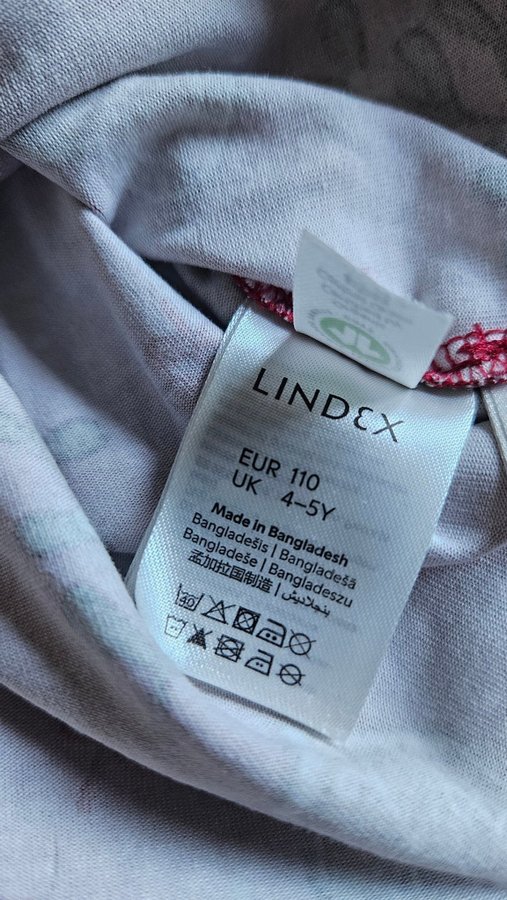 LINDEX
EUR 110
UK 4–5Y
Made in Bangladesh
Bangladešis | Bangladešā
Bangladeše | Bangladeszu
孟加拉国制造 | بنجلاديش
40